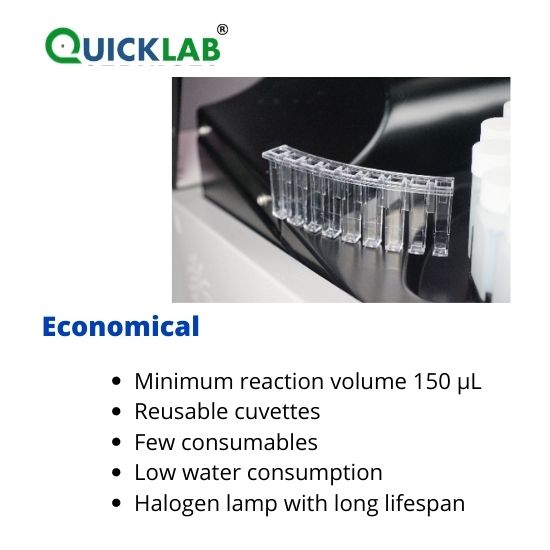 QUICKLAB®
Economical
• Minimum reaction volume 150 µL
• Reusable cuvettes
• Few consumables
• Low water consumption
• Halogen lamp with long lifespan